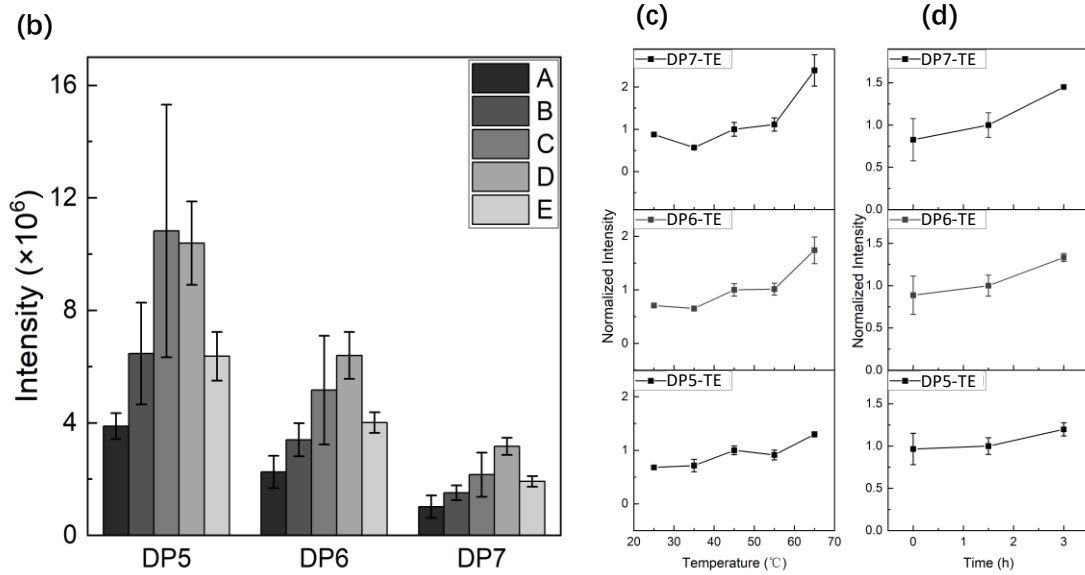 (b)
Intensity (×10⁶)
16
12
8
4
0
A
B
C
D
E
DP5 DP6 DP7
(c)
Normalized Intensity
DP7-TE
2
1
0
DP6-TE
2
1
0
DP5-TE
2
1
0
20 30 40 50 60 70
Temperature (℃)
(d)
Normalized Intensity
DP7-TE
1.5
1.0
0.5
0.0
DP6-TE
1.5
1.0
0.5
0.0
DP5-TE
1.5
1.0
0.5
0.0
0 1 2 3
Time (h)